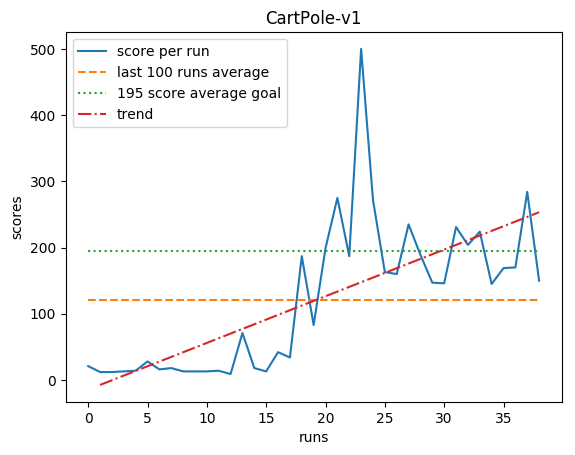 CartPole-v1
score per run
last 100 runs average
195 score average goal
trend
500
400
300
200
100
0
scores
0 5 10 15 20 25 30 35
runs